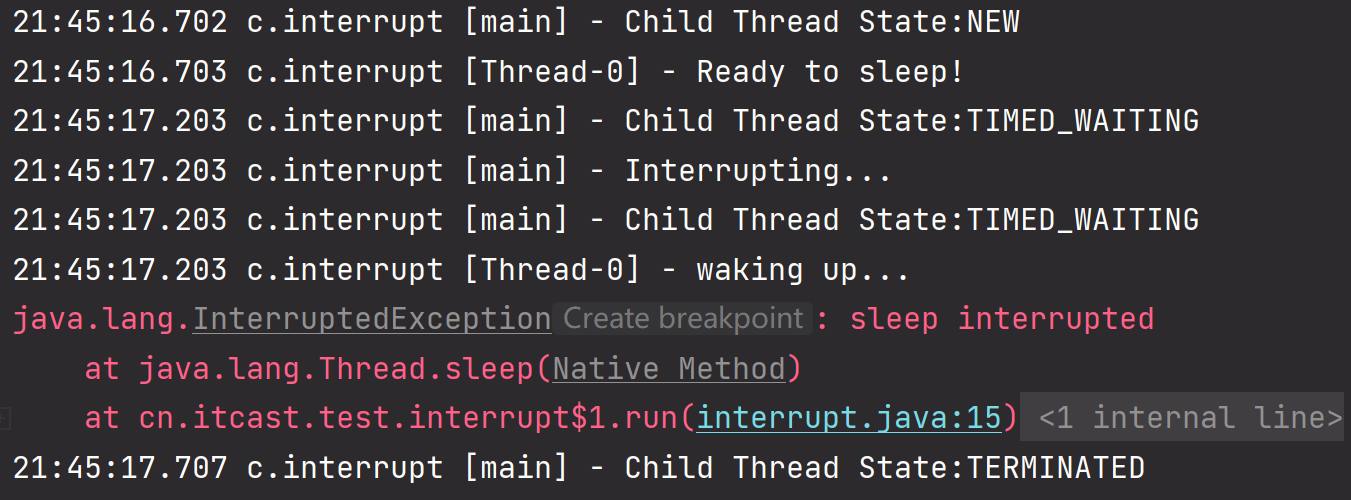 21:45:16.702 c.interrupt [main] - Child Thread State:NEW
21:45:16.703 c.interrupt [Thread-0] - Ready to sleep!
21:45:17.203 c.interrupt [main] - Child Thread State:TIMED_WAITING
21:45:17.203 c.interrupt [main] - Interrupting...
21:45:17.203 c.interrupt [main] - Child Thread State:TIMED_WAITING
21:45:17.203 c.interrupt [Thread-0] - waking up...
java.lang.InterruptedException Create breakpoint : sleep interrupted
    at java.lang.Thread.sleep(Native Method)
    at cn.itcast.test.interrupt$1.run(interrupt.java:15) <1 internal line>
21:45:17.707 c.interrupt [main] - Child Thread State:TERMINATED